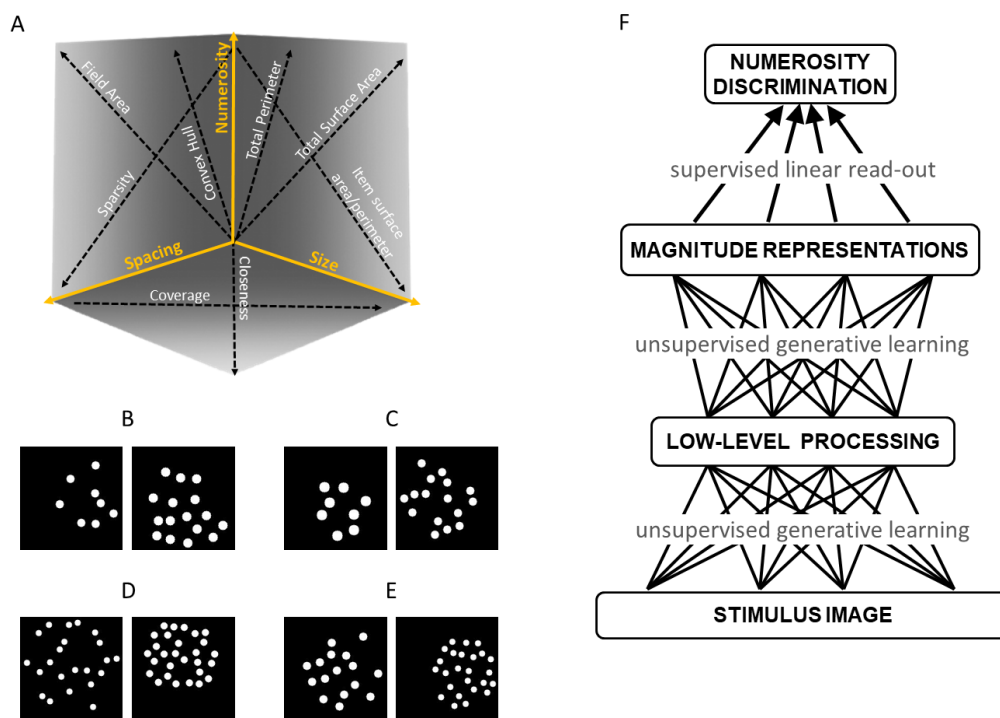 A
Field Area
Sparsity
Convex Hull
Numerosity
Total Perimeter
Total Surface Area
Item surface
area/perimeter
Spacing
Size
Closeness
Coverage
B
C
D
E
F
NUMEROSITY
DISCRIMINATION
supervised linear read-out
MAGNITUDE REPRESENTATIONS
unsupervised generative learning
LOW-LEVEL PROCESSING
unsupervised generative learning
STIMULUS IMAGE